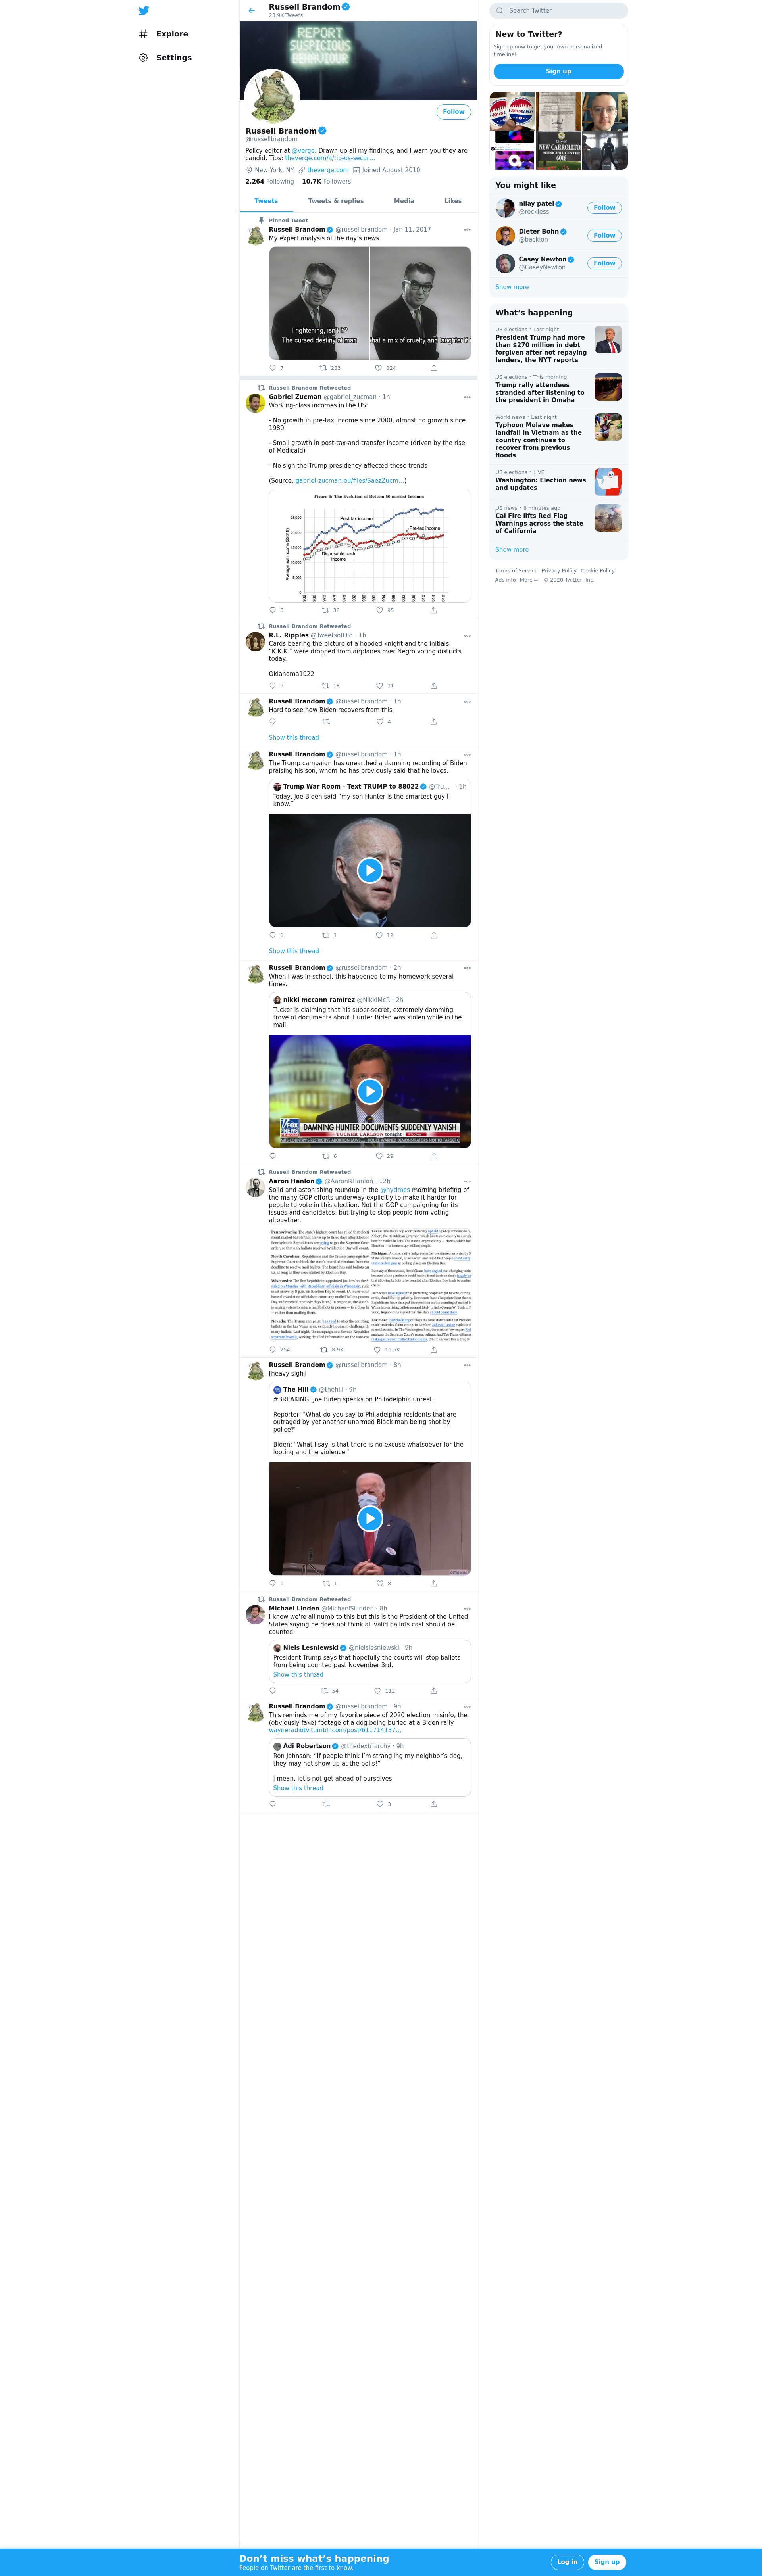 Explore
Settings
Russell Brandom
23.9K Tweets
REPORT
SUSPICIOUS
BEHAVIOUR
Follow
Russell Brandom
@russellbrandom
Policy editor at @verge. Drawn up all my findings, and I warn you they are
candid. Tips: theverge.com/a/tip-us-secur…
New York, NY theverge.com Joined August 2010
2,264 Following 10.7K Followers
Tweets Tweets & replies Media Likes
Pinned Tweet
Russell Brandom @russellbrandom · Jan 11, 2017
My expert analysis of the day's news
Frightening, isn't it?
The cursed destiny of man
that a mix of cruelty and laughter it i
7 283 824
Russell Brandom Retweeted
Gabriel Zucman @gabriel_zucman · 1h
Working-class incomes in the US:
- No growth in pre-tax income since 2000, almost no growth since
1980
- Small growth in post-tax-and-transfer income (driven by the rise
of Medicaid)
- No sign the Trump presidency affected these trends
(Source: gabriel-zucman.eu/files/SaezZucm…)
Figure 6: The Evolution of Bottom 50 percent Incomes
Post-tax income
Pre-tax income
Disposable cash
income
Average real income ($2018)
25,000
20,000
15,000
10,000
5,000
0
3 38 95
Russell Brandom Retweeted
R.L. Ripples @TweetsofOld · 1h
Cards bearing the picture of a hooded knight and the initials
"K.K.K." were dropped from airplanes over Negro voting districts
today.
Oklahoma1922
3 18 31
Russell Brandom @russellbrandom · 1h
Hard to see how Biden recovers from this
4
Show this thread
Russell Brandom @russellbrandom · 1h
The Trump campaign has unearthed a damning recording of Biden
praising his son, whom he has previously said that he loves.
Trump War Room - Text TRUMP to 88022 @Tru… · 1h
Today, Joe Biden said "my son Hunter is the smartest guy I
know."
1 1 12
Show this thread
Russell Brandom @russellbrandom · 2h
When I was in school, this happened to my homework several
times.
nikki mccann ramírez @NikkiMcR · 2h
Tucker is claiming that his super-secret, extremely damning
trove of documents about Hunter Biden was stolen while in the
mail.
FOX NEWS
DAMNING HUNTER DOCUMENTS SUDDENLY VANISH
TUCKER CARLSON tonight
6 29
Russell Brandom Retweeted
Aaron Hanlon @AaronRHanlon · 12h
Solid and astonishing roundup in the @nytimes morning briefing of
the many GOP efforts underway explicitly to make it harder for
people to vote in this election. Not the GOP campaigning for its
issues and candidates, but trying to stop people from voting
altogether.
254 8.9K 11.5K
Russell Brandom @russellbrandom · 8h
[heavy sigh]
The Hill @thehill · 9h
#BREAKING: Joe Biden speaks on Philadelphia unrest.
Reporter: "What do you say to Philadelphia residents that are
outraged by yet another unarmed Black man being shot by
police?"
Biden: "What I say is that there is no excuse whatsoever for the
looting and the violence."
1 1 8
Russell Brandom Retweeted
Michael Linden @MichaelSLinden · 8h
I know we're all numb to this but this is the President of the United
States saying he does not think all valid ballots cast should be
counted.
Niels Lesniewski @nielslesniewski · 9h
President Trump says that hopefully the courts will stop ballots
from being counted past November 3rd.
Show this thread
54 112
Russell Brandom @russellbrandom · 9h
This reminds me of my favorite piece of 2020 election misinfo, the
(obviously fake) footage of a dog being buried at a Biden rally
wayneradiotv.tumblr.com/post/611714137…
Adi Robertson @thedextriarchy · 9h
Ron Johnson: "If people think I'm strangling my neighbor's dog,
they may not show up at the polls!"
i mean, let's not get ahead of ourselves
Show this thread
3
Search Twitter
New to Twitter?
Sign up now to get your own personalized
timeline!
Sign up
City of
NEW CARROLLTON
MUNICIPAL CENTER
6016
You might like
nilay patel
@reckless
Follow
Dieter Bohn
@backlon
Follow
Casey Newton
@CaseyNewton
Follow
Show more
What's happening
US elections · Last night
President Trump had more
than $270 million in debt
forgiven after not repaying
lenders, the NYT reports
US elections · This morning
Trump rally attendees
stranded after listening to
the president in Omaha
World news · Last night
Typhoon Molave makes
landfall in Vietnam as the
country continues to
recover from previous
floods
US elections · LIVE
Washington: Election news
and updates
US news · 8 minutes ago
Cal Fire lifts Red Flag
Warnings across the state
of California
Show more
Terms of Service Privacy Policy Cookie Policy
Ads info More © 2020 Twitter, Inc.
Don't miss what's happening
People on Twitter are the first to know.
Log in
Sign up